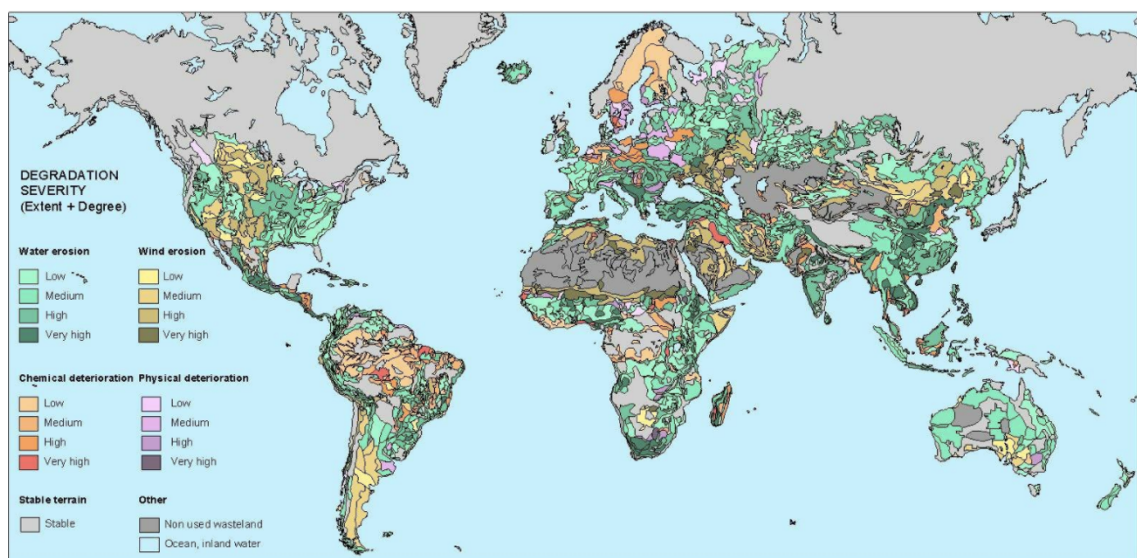 DEGRADATION
SEVERITY
(Extent + Degree)
Water erosion
Low
Medium
High
Very high
Wind erosion
Low
Medium
High
Very high
Chemical deterioration
Low
Medium
High
Very high
Physical deterioration
Low
Medium
High
Very high
Stable terrain
Stable
Other
Non used wasteland
Ocean, inland water